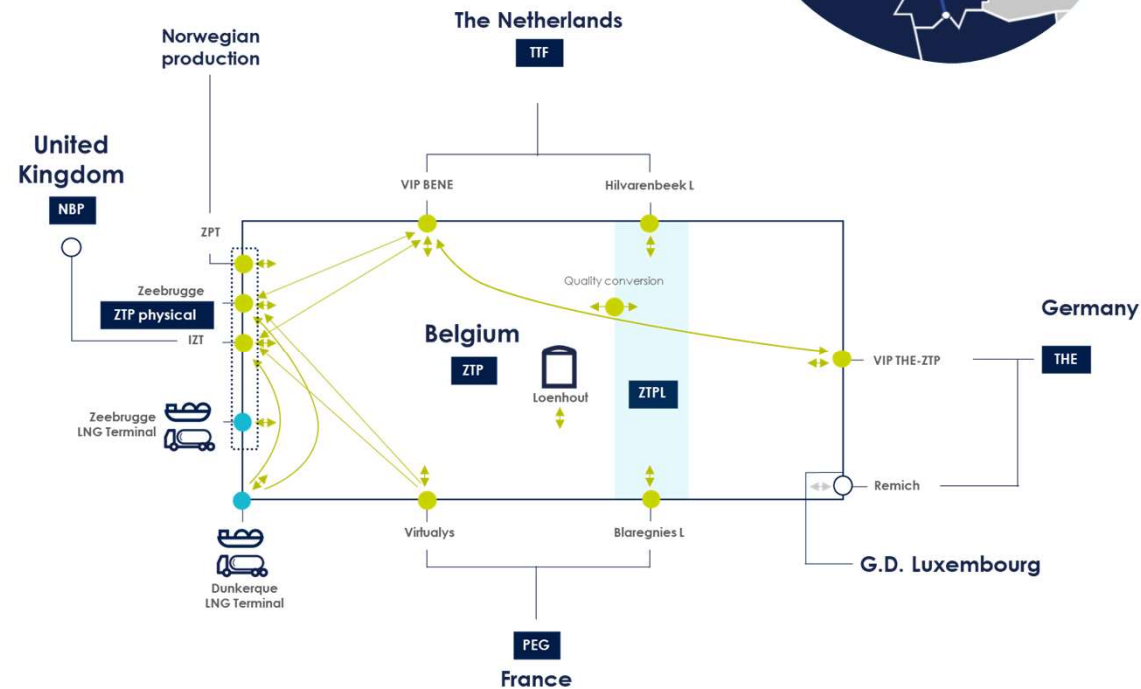 The Netherlands
TTF
Norwegian
production
United
Kingdom
NBP
VIP BENE
Hilvarenbeek L
ZPT
Zeebrugge
ZTP physical
IZT
Quality conversion
Belgium
ZTP
Loenhout
ZTPL
Germany
THE
VIP THE-ZTP
Zeebrugge
LNG Terminal
Remich
Virtualys
Blaregnies L
G.D. Luxembourg
Dunkerque
LNG Terminal
PEG
France